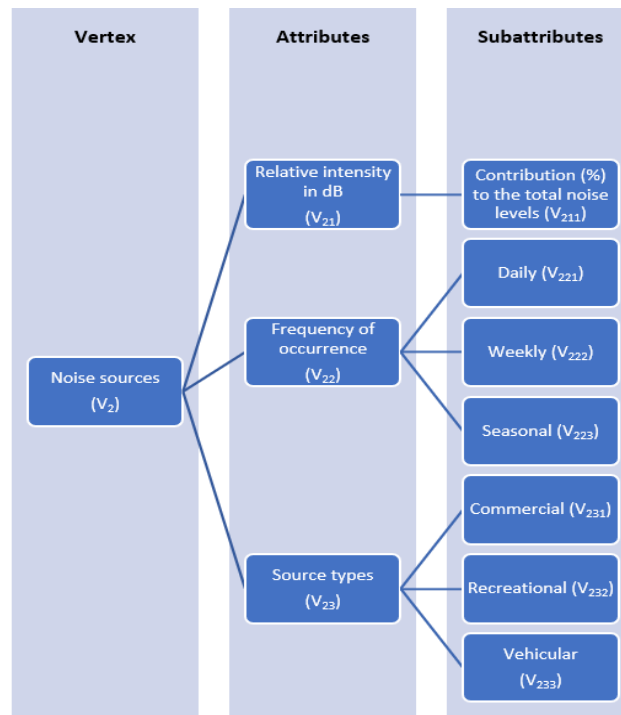 Vertex
Attributes
Subattributes
Noise sources
(V₂)
Relative intensity
in dB
(V₂₁)
Frequency of
occurrence
(V₂₂)
Source types
(V₂₃)
Contribution (%)
to the total noise
levels (V₂₁₁)
Daily (V₂₂₁)
Weekly (V₂₂₂)
Seasonal (V₂₂₃)
Commercial (V₂₃₁)
Recreational (V₂₃₂)
Vehicular
(V₂₃₃)